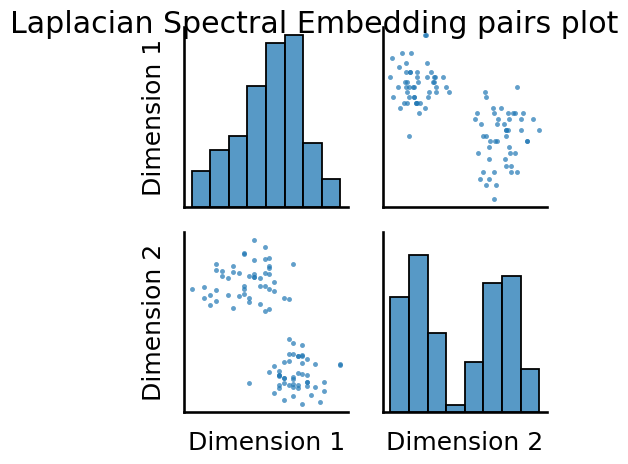 Laplacian Spectral Embedding pairs plot
Dimension 1
Dimension 2
Dimension 1
Dimension 2